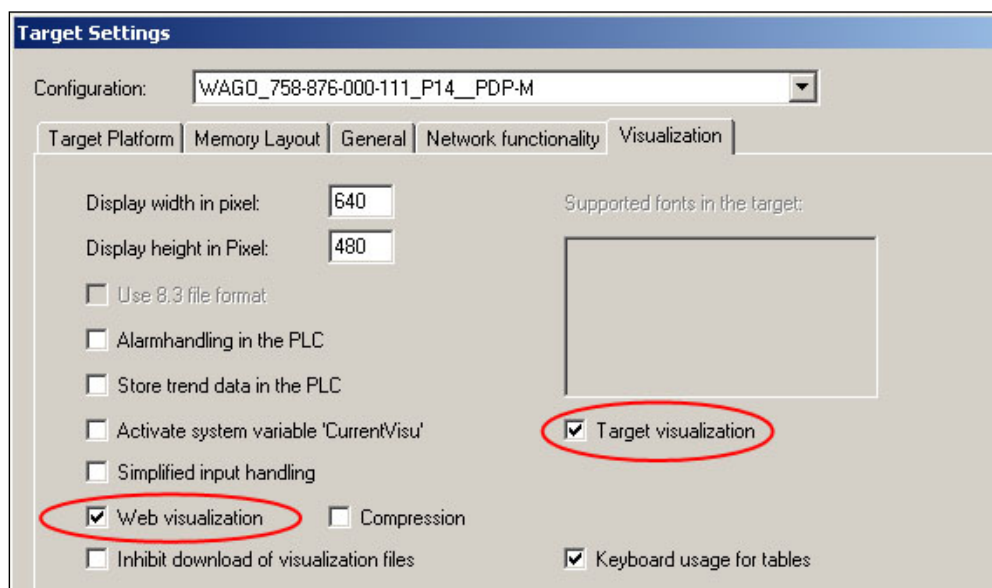 Target Settings
Configuration: WAGO_758-876-000-111_P14__PDP-M
Target Platform Memory Layout General Network functionality Visualization
Display width in pixel: 640 Supported fonts in the target:
Display height in Pixel: 480
Use 8.3 file format
Alarmhandling in the PLC
Store trend data in the PLC
Activate system variable 'CurrentVisu' Target visualization
Simplified input handling
Web visualization Compression
Inhibit download of visualization files Keyboard usage for tables